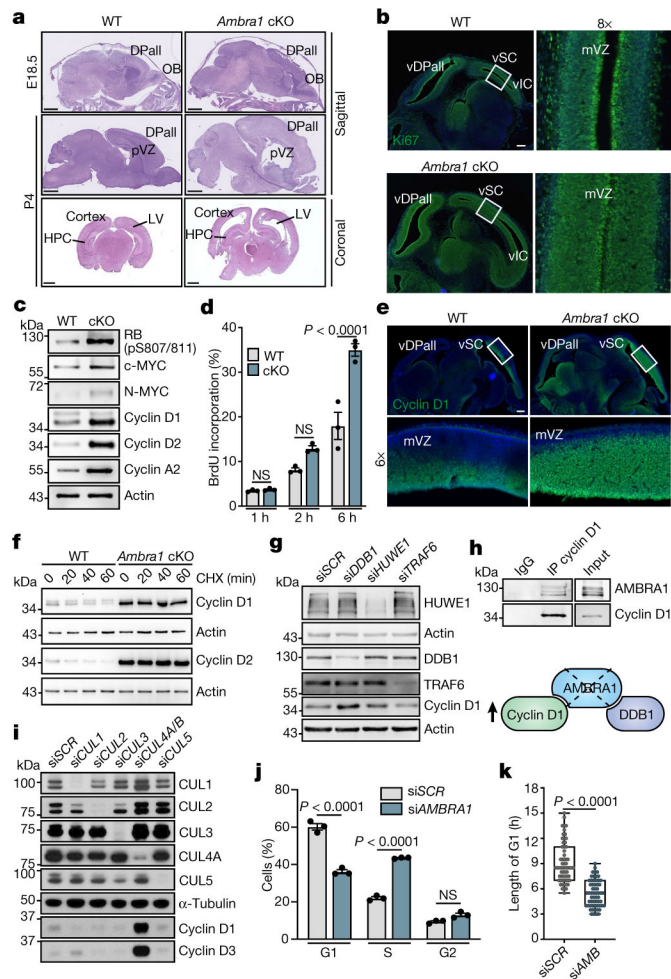 a
WT
Ambra1 cKO
E18.5
DPall
OB
DPall
OB
Sagittal
P4
DPall
pVZ
DPall
pVZ
Cortex
LV
HPC
Cortex
LV
HPC
Coronal
b
WT
8×
vDPall
vSC
vIC
Ki67
mVZ
Ambra1 cKO
vDPall
vSC
vIC
mVZ
c
kDa
WT
cKO
130
RB
(pS807/811)
55
c-MYC
72
N-MYC
34
Cyclin D1
34
Cyclin D2
55
Cyclin A2
43
Actin
d
BrdU incorporation (%)
40
30
20
10
0
P < 0.0001
WT
cKO
NS
NS
1 h
2 h
6 h
e
WT
Ambra1 cKO
vDPall
vSC
vDPall
vSC
Cyclin D1
6×
mVZ
mVZ
f
WT
Ambra1 cKO
kDa
0 20 40 60 0 20 40 60
CHX (min)
34
Cyclin D1
43
Actin
34
Cyclin D2
43
Actin
g
siSCR
siDDB1
siHUWE1
siTRAF6
kDa
HUWE1
43
Actin
130
DDB1
55
TRAF6
34
Cyclin D1
43
Actin
h
IgG
IP cyclin D1
Input
kDa
130
AMBRA1
34
Cyclin D1
AMBRA1
Cyclin D1
DDB1
i
siSCR
siCUL1
siCUL2
siCUL3
siCUL4A/B
siCUL5
kDa
100
CUL1
75
CUL2
75
CUL3
75
CUL4A
100
75
CUL5
50
α-Tubulin
37
Cyclin D1
37
Cyclin D3
j
Cells (%)
80
60
40
20
0
siSCR
siAMBRA1
P < 0.0001
P < 0.0001
NS
G1
S
G2
k
Length of G1 (h)
18
15
12
9
6
3
0
P < 0.0001
siSCR
siAMB